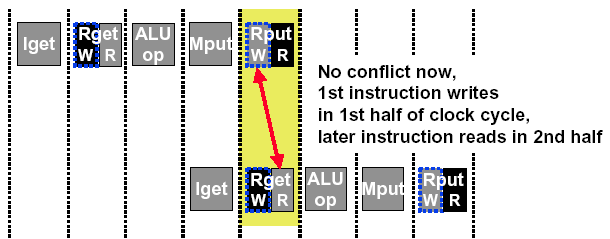 Iget Rget W R ALU op Mput Rput W R
No conflict now,
1st instruction writes
in 1st half of clock cycle,
later instruction reads in 2nd half
Iget Rget W R ALU op Mput Rput W R